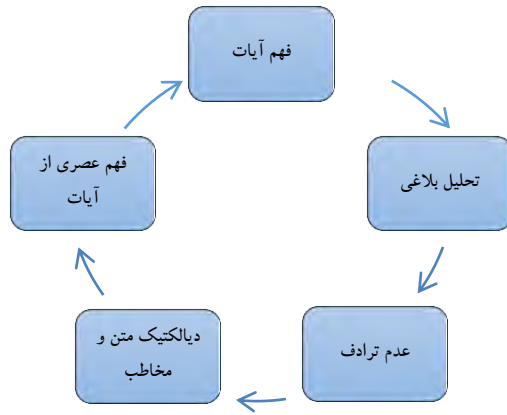 فهم آیات
تحلیل بلاغی
عدم ترادف
دیالکتیک متن و
مخاطب
فهم عصری از
آیات